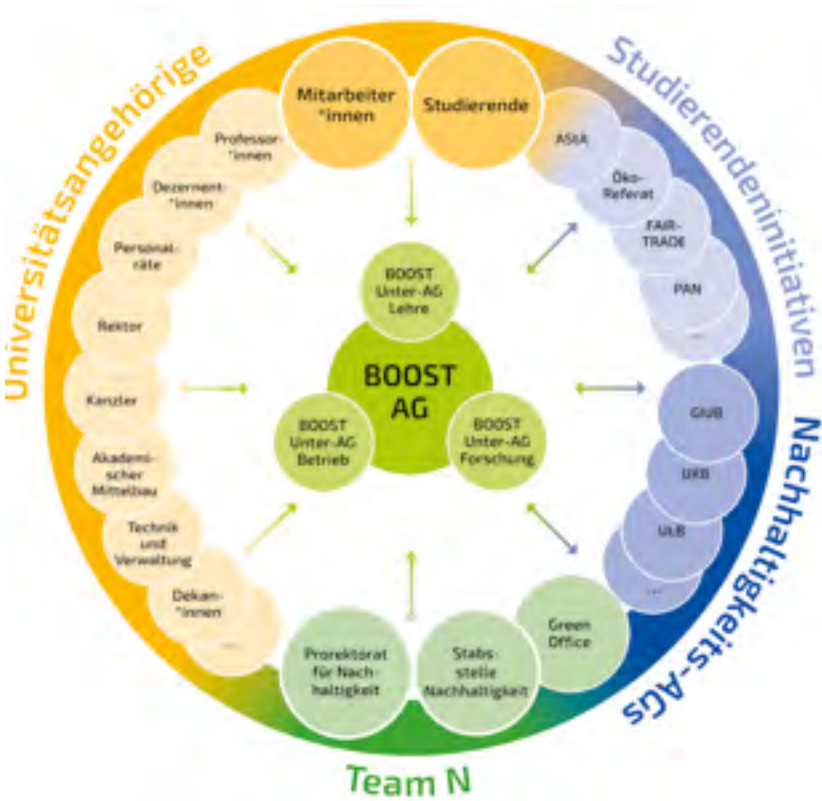 Universitätsangehörige
Studierendeninitiativen
Nachhaltigkeits-AGs
Team N
Mitarbeiter
*innen
Studierende
Professor-
*innen
Dezernent-
*innen
Personal-
räte
Rektor
Kanzler
Akademi-
scher
Mittelbau
Technik
und
Verwaltung
Dekan-
*innen
...
AStA
Öko-
Referat
FAIR-
TRADE
PAN
...
GIUB
UKB
ULB
...
Green
Office
Stabs-
stelle
Nachhaltigkeit
Prorektorat
für Nach-
haltigkeit
BOOST
Unter-AG
Lehre
BOOST
AG
BOOST
Unter-AG
Betrieb
BOOST
Unter-AG
Forschung